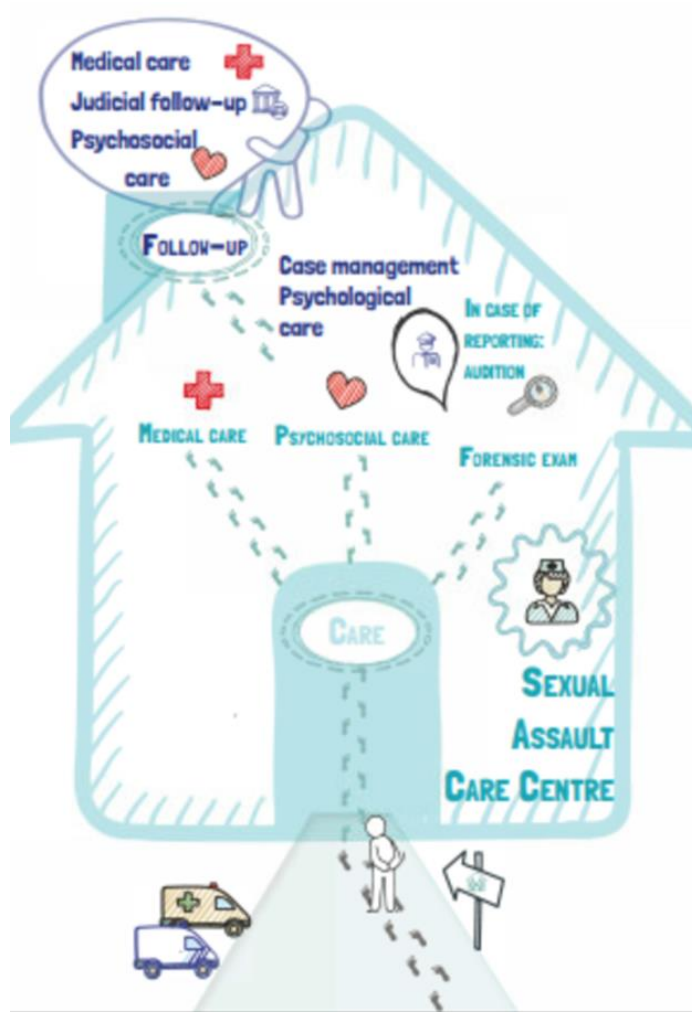 Medical care
Judicial follow-up
Psychosocial
care
FOLLOW-UP
Case management
Psychological
care
IN CASE OF
REPORTING:
AUDITION
MEDICAL CARE
PSYCHOSOCIAL CARE
FORENSIC EXAM
CARE
SEXUAL
ASSAULT
CARE CENTRE